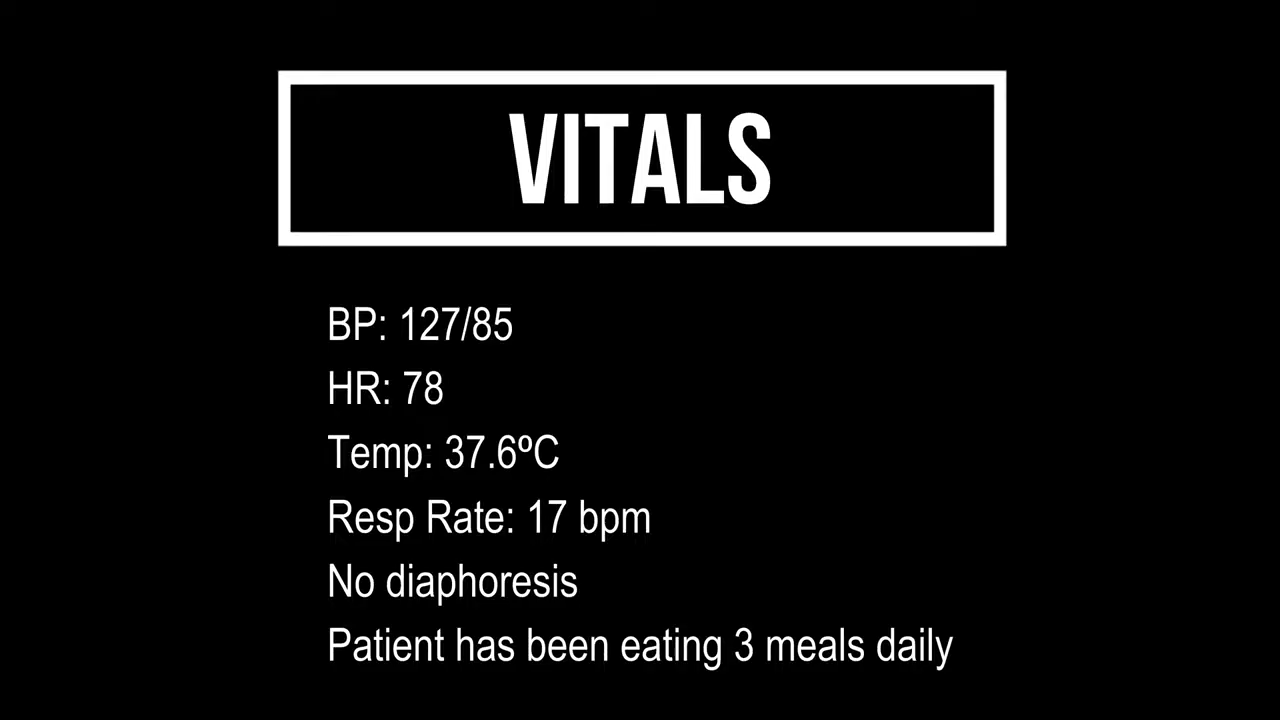 VITALS
BP: 127/85
HR: 78
Temp: 37.6ºC
Resp Rate: 17 bpm
No diaphoresis
Patient has been eating 3 meals daily